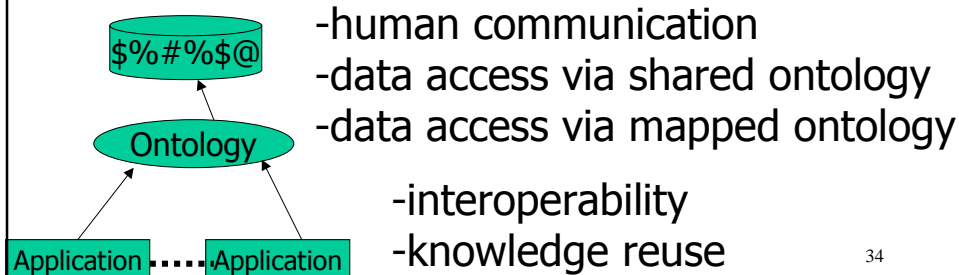 $%#%$@
Ontology
Application Application
-human communication
-data access via shared ontology
-data access via mapped ontology
-interoperability
-knowledge reuse
34